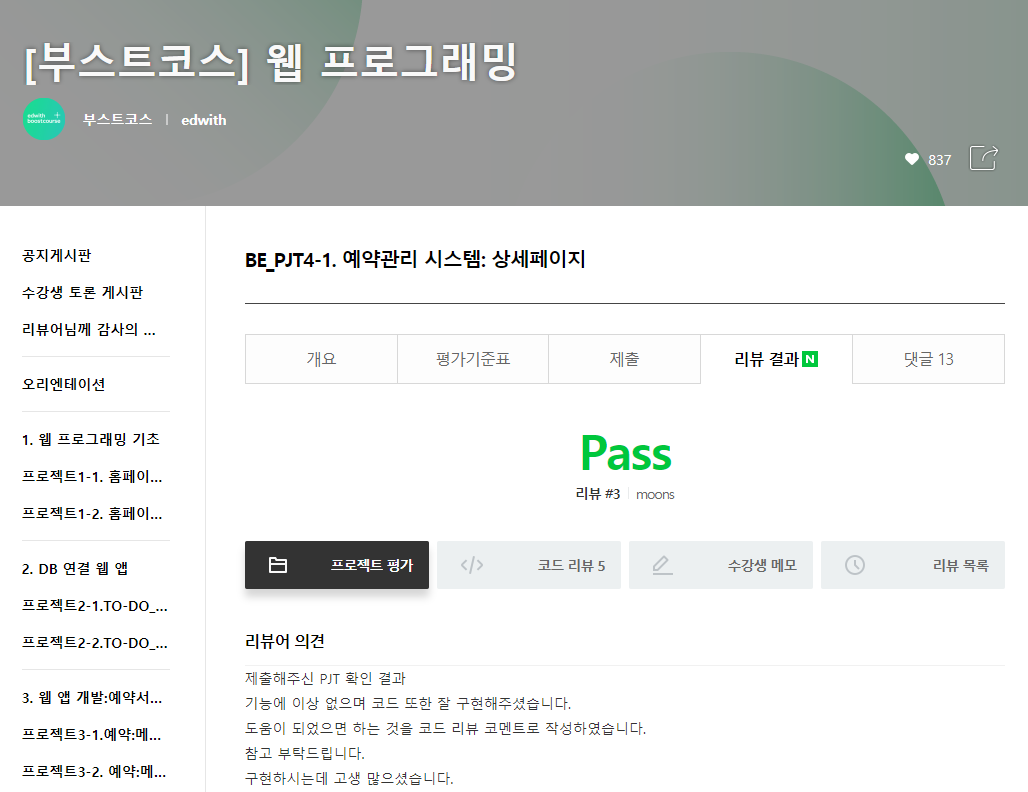 [부스트코스] 웹 프로그래밍
edwith +
boostcourse
부스트코스 | edwith
837
공지게시판
수강생 토론 게시판
리뷰어님께 감사의 ...
오리엔테이션
1. 웹 프로그래밍 기초
프로젝트1-1. 홈페이...
프로젝트1-2. 홈페이...
2. DB 연결 웹 앱
프로젝트2-1.TO-DO_...
프로젝트2-2.TO-DO_...
3. 웹 앱 개발:예약서...
프로젝트3-1.예약:메...
프로젝트3-2. 예약:메...
BE_PJT4-1. 예약관리 시스템: 상세페이지
개요 평가기준표 제출 리뷰 결과 N 댓글 13
Pass
리뷰 #3 | moons
프로젝트 평가 </> 코드 리뷰 5 수강생 메모 리뷰 목록
리뷰어 의견
제출해주신 PJT 확인 결과
기능에 이상 없으며 코드 또한 잘 구현해주셨습니다.
도움이 되었으면 하는 것을 코드 리뷰 코멘트로 작성하였습니다.
참고 부탁드립니다.
구현하시는데 고생 많으셨습니다.